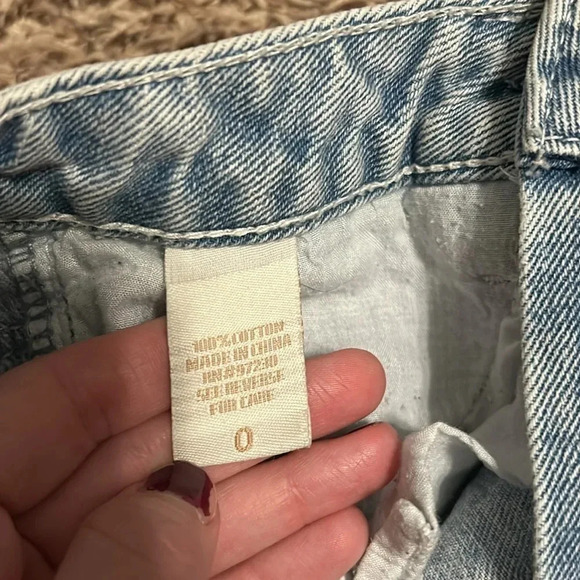 100% COTTON
MADE IN CHINA
RN#97230
SEE REVERSE
FOR CARE
0